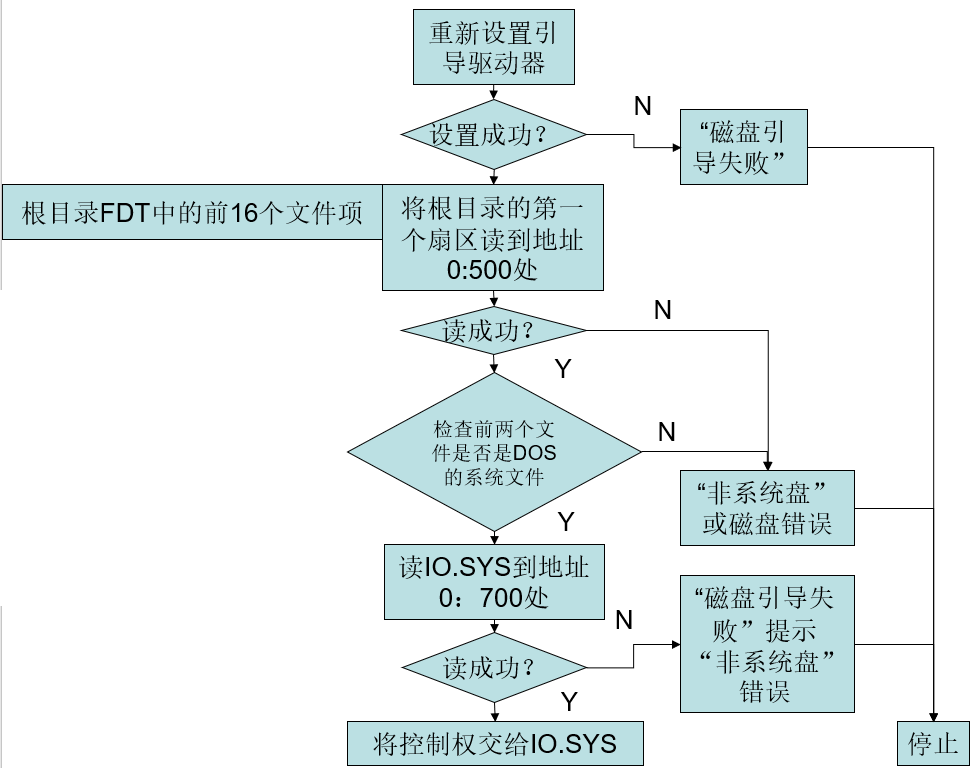 重新设置引
导驱动器
设置成功？
N
“磁盘引
导失败”
根目录FDT中的前16个文件项
将根目录的第一
个扇区读到地址
0:500处
读成功？
N
Y
检查前两个文
件是否是DOS
的系统文件
N
Y
“非系统盘”
或磁盘错误
读IO.SYS到地址
0：700处
N
“磁盘引导失
败”提示
“非系统盘”
错误
读成功？
Y
将控制权交给IO.SYS
停止